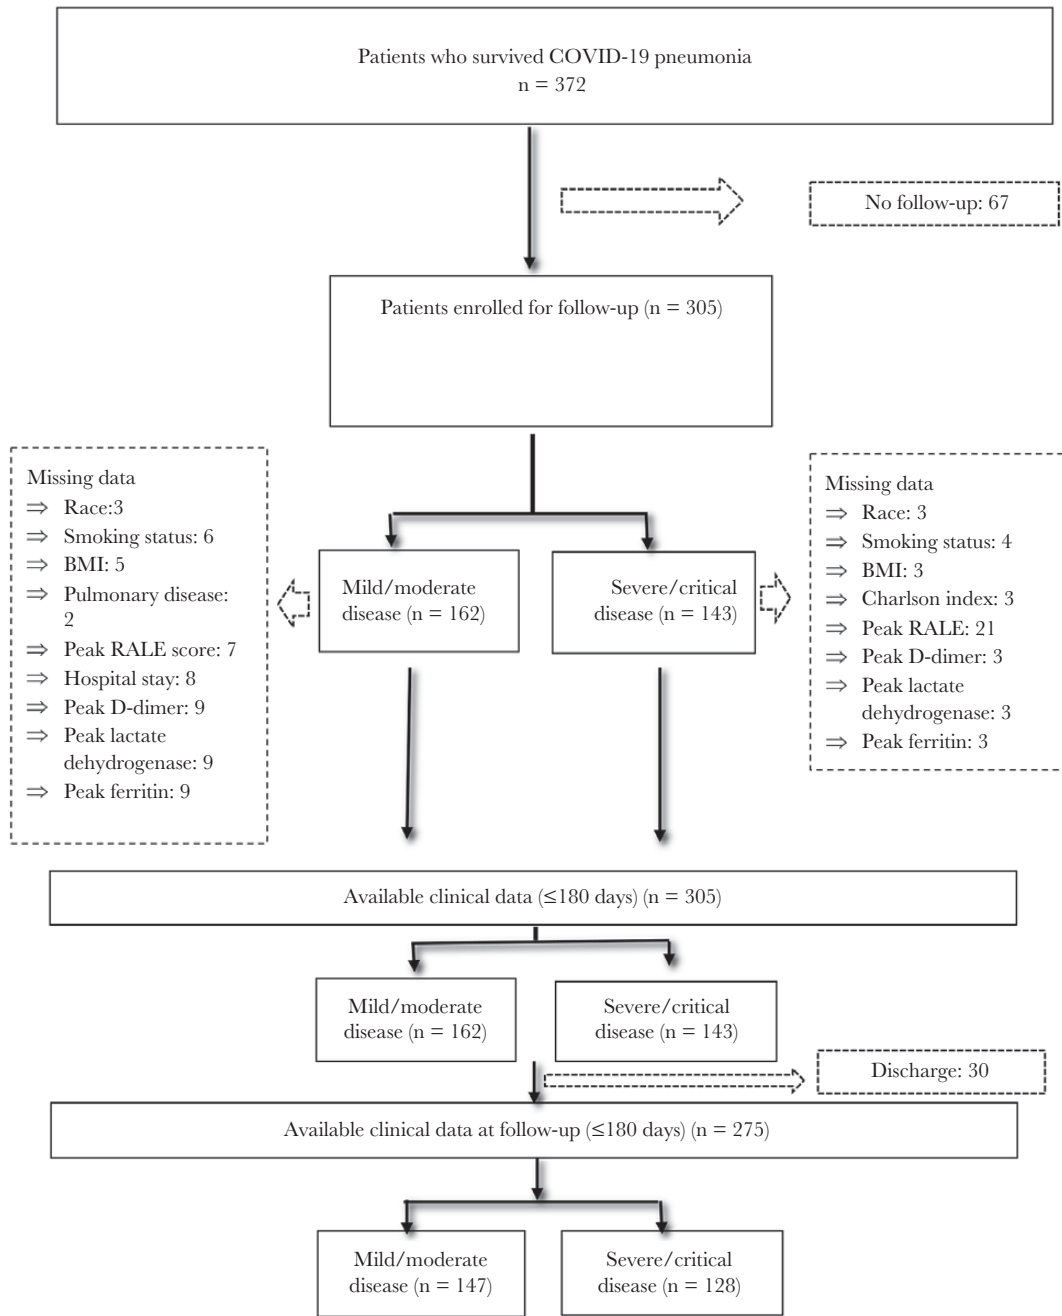 Patients who survived COVID-19 pneumonia
n = 372
No follow-up: 67
Patients enrolled for follow-up (n = 305)
Missing data
⇒ Race:3
⇒ Smoking status: 6
⇒ BMI: 5
⇒ Pulmonary disease:
2
⇒ Peak RALE score: 7
⇒ Hospital stay: 8
⇒ Peak D-dimer: 9
⇒ Peak lactate
dehydrogenase: 9
⇒ Peak ferritin: 9
Mild/moderate
disease (n = 162)
Severe/critical
disease (n = 143)
Missing data
⇒ Race: 3
⇒ Smoking status: 4
⇒ BMI: 3
⇒ Charlson index: 3
⇒ Peak RALE: 21
⇒ Peak D-dimer: 3
⇒ Peak lactate
dehydrogenase: 3
⇒ Peak ferritin: 3
Available clinical data (≤180 days) (n = 305)
Mild/moderate
disease (n = 162)
Severe/critical
disease (n = 143)
Discharge: 30
Available clinical data at follow-up (≤180 days) (n = 275)
Mild/moderate
disease (n = 147)
Severe/critical
disease (n = 128)